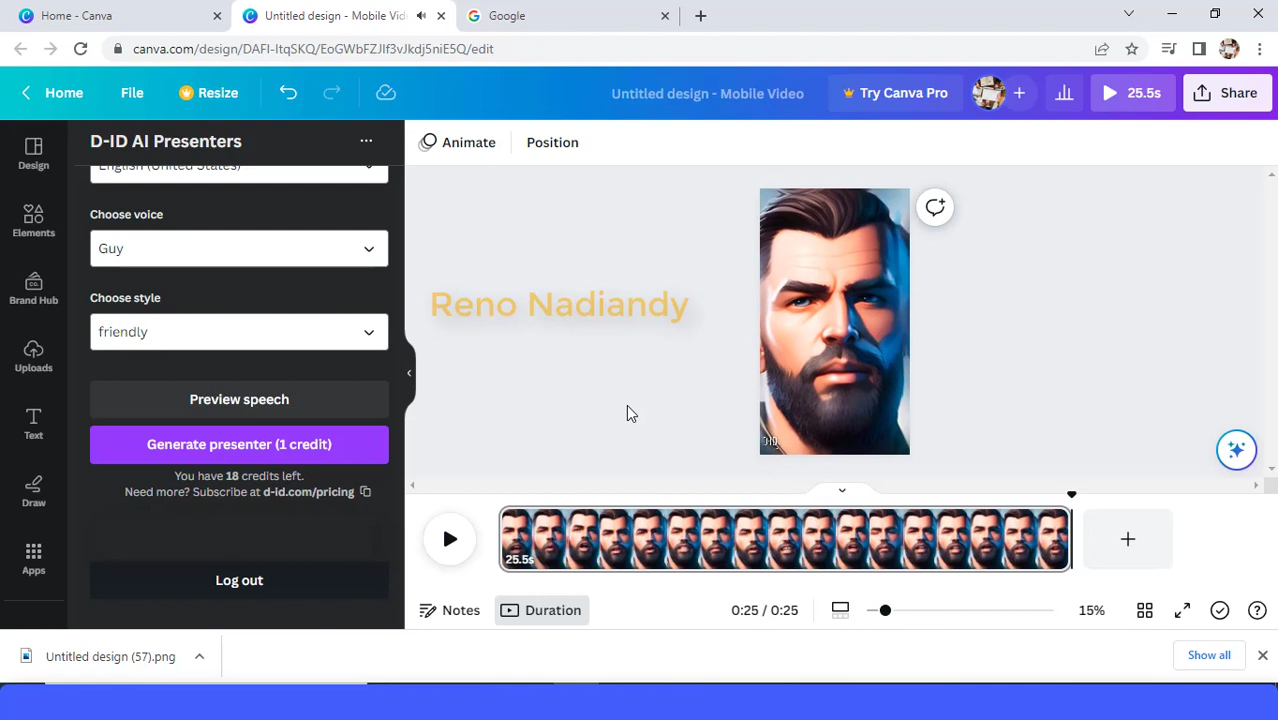 Home - Canva
Untitled design - Mobile Video
Google
canva.com/design/DAFI-ItqSKQ/EoGWbFZJIf3vJkdj5niE5Q/edit
Home
File
Resize
Untitled design - Mobile Video
Try Canva Pro
25.5s
Share
Design
Elements
Brand Hub
Uploads
Text
Draw
Apps
D-ID AI Presenters
English (United States)
Choose voice
Guy
Choose style
friendly
Preview speech
Generate presenter (1 credit)
You have 18 credits left.
Need more? Subscribe at d-id.com/pricing
Log out
Animate
Position
Reno Nadiandy
25.5s
Notes
Duration
0:25 / 0:25
15%
Untitled design (57).png
Show all